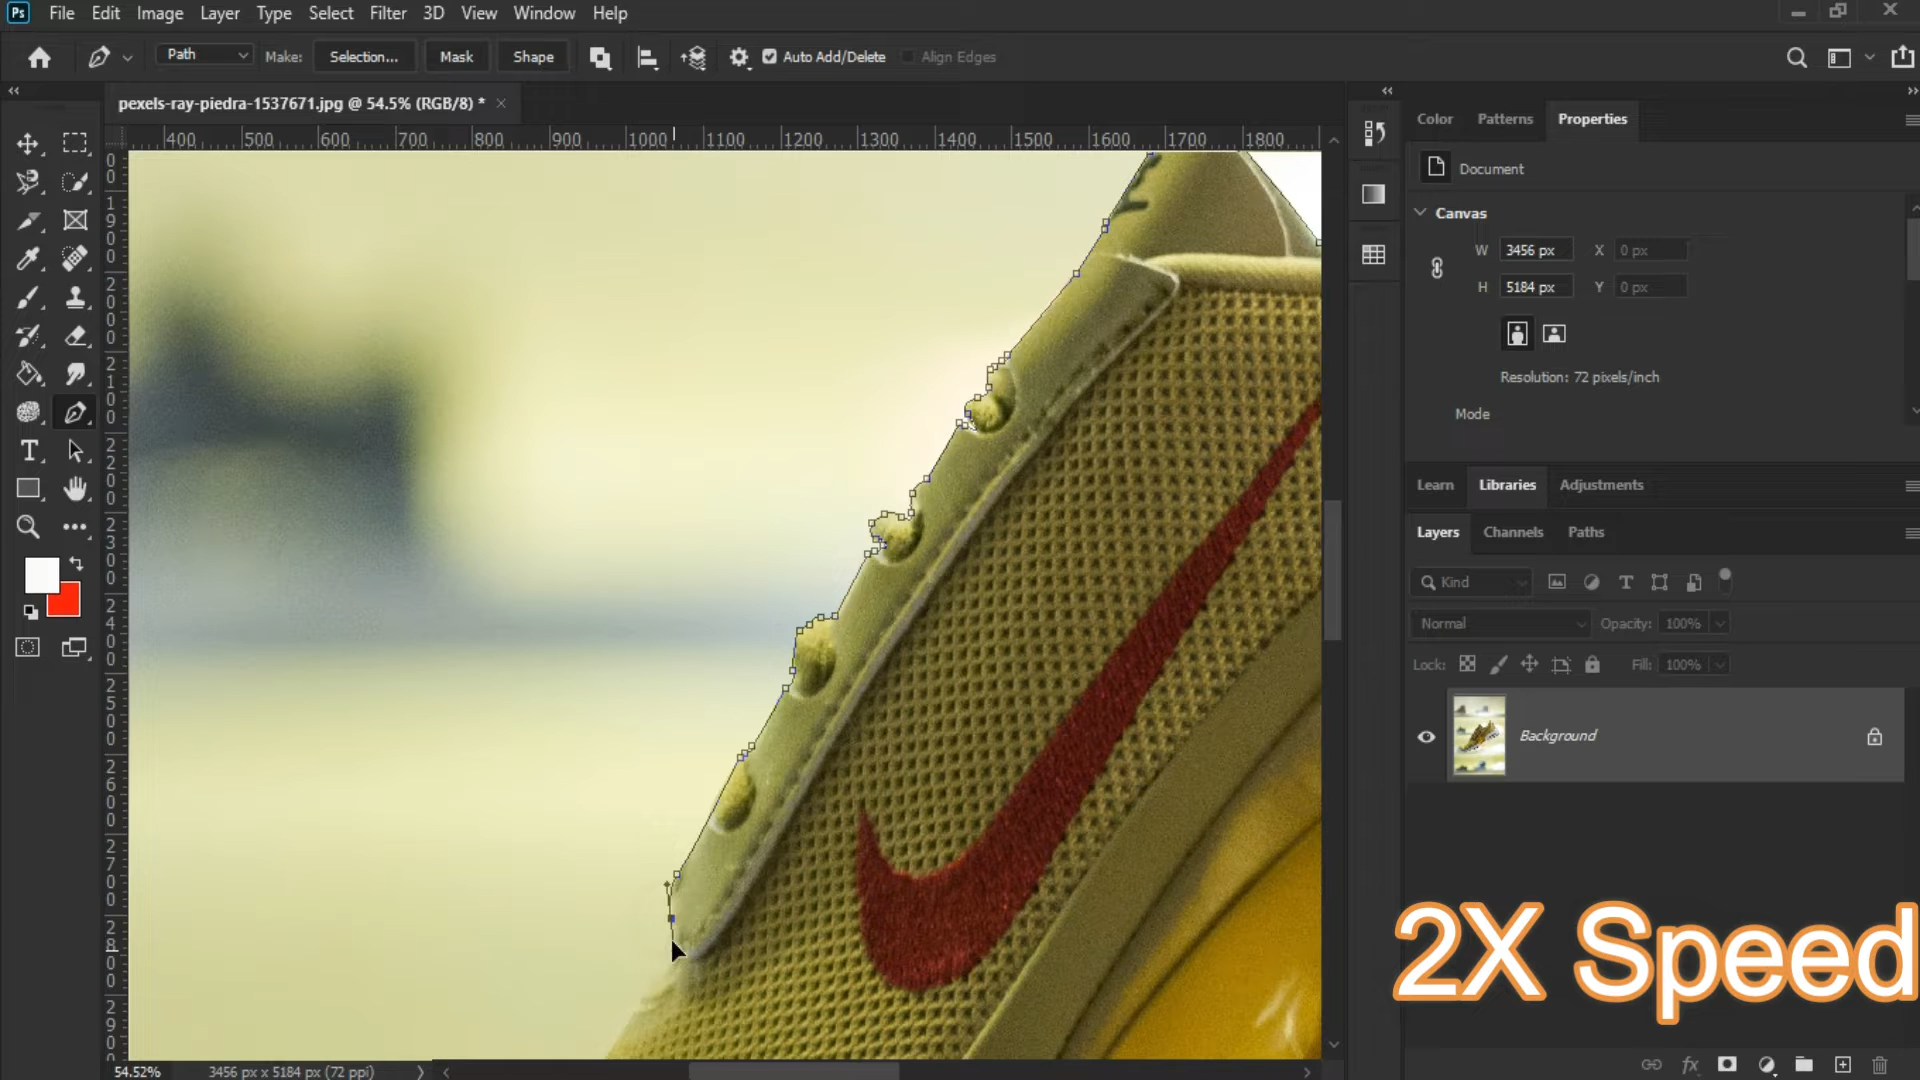 Ps File Edit Image Layer Type Select Filter 3D View Window Help
Path Make: Selection... Mask Shape Auto Add/Delete Align Edges
pexels-ray-piedra-1537671.jpg @ 54.5% (RGB/8) *
400 500 600 700 800 900 1000 1100 1200 1300 1400 1500 1600 1700 1800
Color Patterns Properties
Document
Canvas
W 3456 px X 0 px
H 5184 px Y 0 px
Resolution: 72 pixels/inch
Mode
Learn Libraries Adjustments
Layers Channels Paths
Kind
Normal Opacity: 100%
Lock: Fill: 100%
Background
2X Speed
54.52% 3456 px x 5184 px (72 ppi)